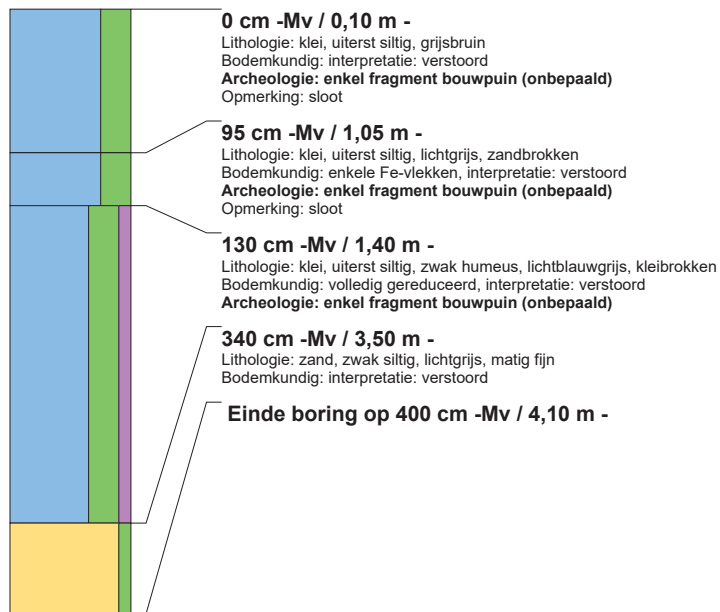 0 cm -Mv / 0,10 m -
Lithologie: klei, uiterst siltig, grijsbruin
Bodemkundig: interpretatie: verstoord
Archeologie: enkel fragment bouwpuin (onbepaald)
Opmerking: sloot
95 cm -Mv / 1,05 m -
Lithologie: klei, uiterst siltig, lichtgrijs, zandbrokken
Bodemkundig: enkele Fe-vlekken, interpretatie: verstoord
Archeologie: enkel fragment bouwpuin (onbepaald)
Opmerking: sloot
130 cm -Mv / 1,40 m -
Lithologie: klei, uiterst siltig, zwak humeus, lichtblauwgrijs, kleibrokken
Bodemkundig: volledig gereduceerd, interpretatie: verstoord
Archeologie: enkel fragment bouwpuin (onbepaald)
340 cm -Mv / 3,50 m -
Lithologie: zand, zwak siltig, lichtgrijs, matig fijn
Bodemkundig: interpretatie: verstoord
Einde boring op 400 cm -Mv / 4,10 m -